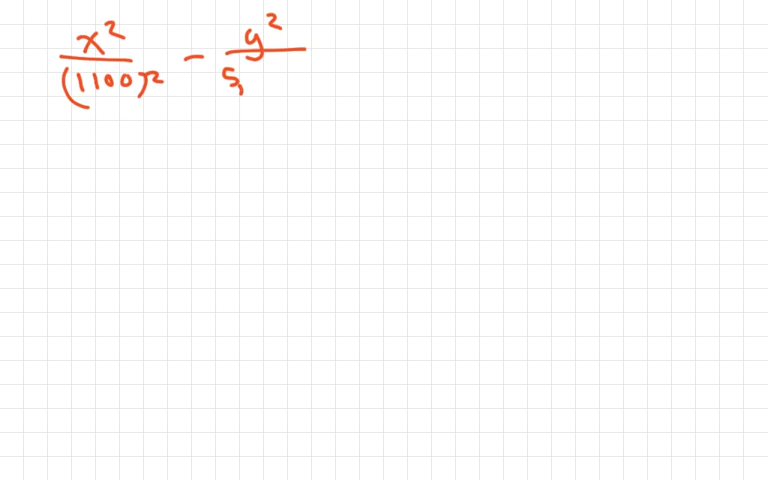 x² / (1100)² - y² / 5,